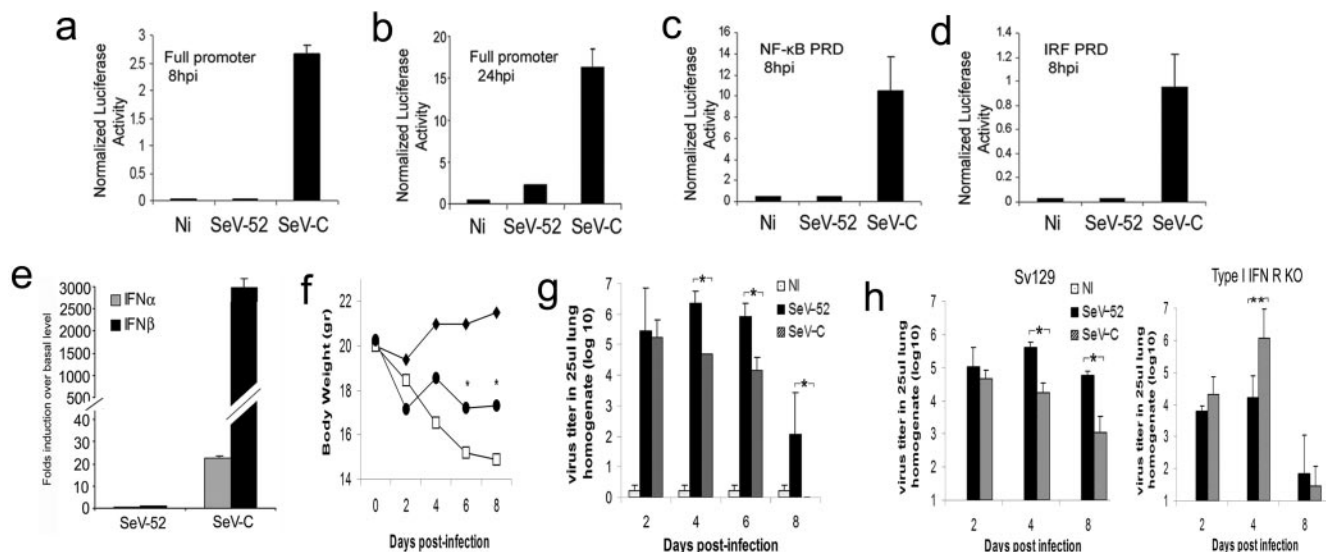 a
Full promoter
8hpi
Normalized Luciferase
Activity
3
2.5
2
1.5
1
0.5
0
Ni SeV-52 SeV-C
b
Full promoter
24hpi
Normalized Luciferase
Activity
20
15
10
5
0
Ni SeV-52 SeV-C
c
NF-κB PRD
8hpi
Normalized Luciferase
Activity
16
14
12
10
8
6
4
2
0
Ni SeV-52 SeV-C
d
IRF PRD
8hpi
Normalized Luciferase
Activity
1.4
1.2
1
0.8
0.6
0.4
0.2
0
Ni SeV-52 SeV-C
e
IFNα
IFNβ
Folds induction over basal level
3000
2500
2000
1500
1000
500
40
30
20
10
0
SeV-52 SeV-C
f
Body Weight (gr)
22
20
18
16
14
* *
0 2 4 6 8
Days post-infection
g
NI
SeV-52
SeV-C
virus titer in 25ul lung
homogenate (log 10)
7
6
5
4
3
2
1
0
* * *
2 4 6 8
Days post-infection
h
Sv129
NI
SeV-52
SeV-C
virus titer in 25ul lung
homogenate (log10)
7
6
5
4
3
2
1
* *
2 4 8
Days post infection
Type I IFN R KO
virus titer in 25ul lung
homogenate (log10)
7
6
5
4
3
2
1
**
2 4 8
Days post infection